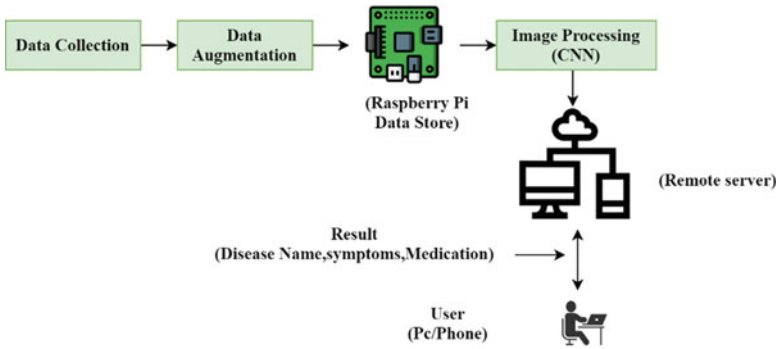 Data Collection
Data
Augmentation
(Raspberry Pi
Data Store)
Image Processing
(CNN)
(Remote server)
Result
(Disease Name,symptoms,Medication)
User
(Pc/Phone)